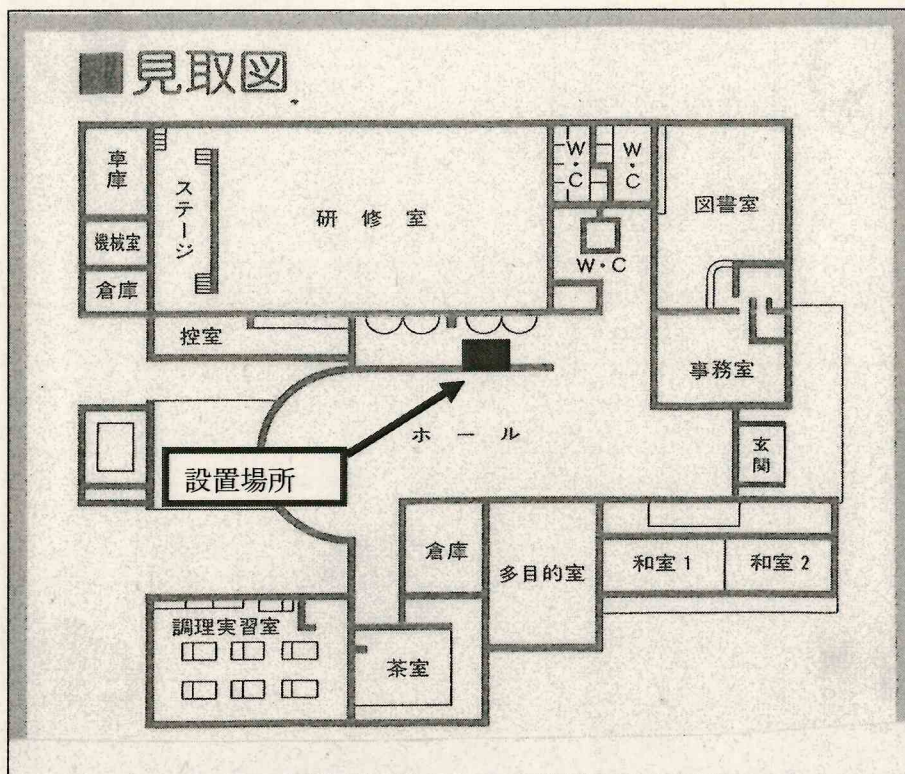 ■見取図
車庫
ステージ
研修室
W・C
W・C
図書室
機械室
W・C
倉庫
控室
事務室
ホール
玄関
設置場所
倉庫
多目的室
和室1
和室2
調理実習室
茶室